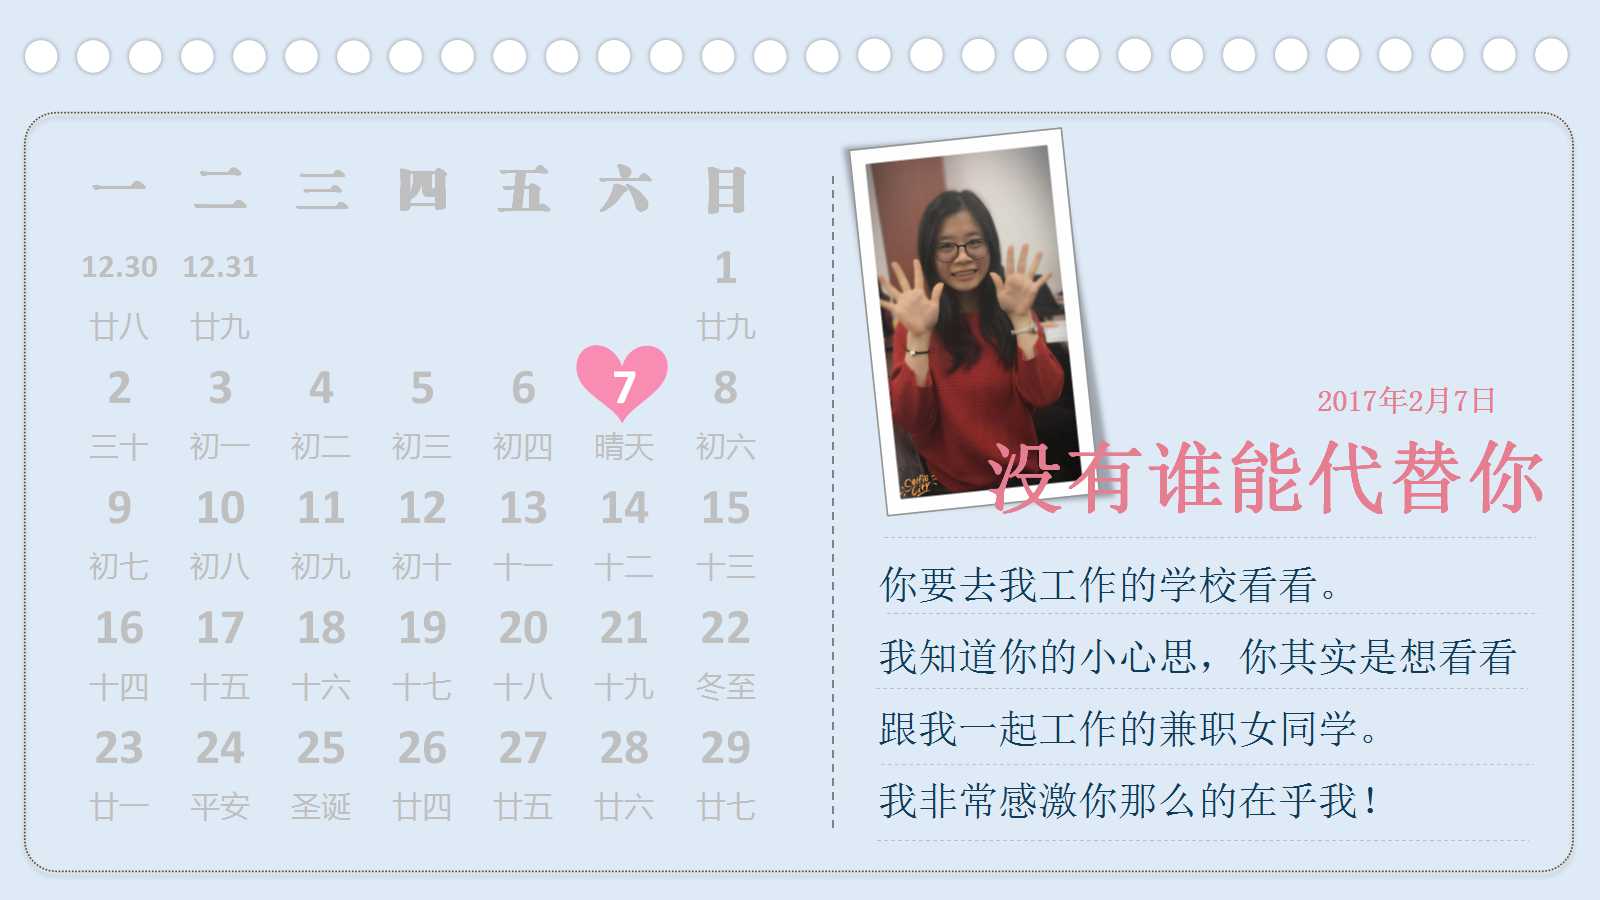 一 二 三 四 五 六 日
12.30 12.31 1
廿八 廿九 廿九
2 3 4 5 6 7 8
三十 初一 初二 初三 初四 晴天 初六
9 10 11 12 13 14 15
初七 初八 初九 初十 十一 十二 十三
16 17 18 19 20 21 22
十四 十五 十六 十七 十八 十九 冬至
23 24 25 26 27 28 29
廿一 平安 圣诞 廿四 廿五 廿六 廿七
Selfie
City
2017年2月7日
没有谁能代替你
你要去我工作的学校看看。
我知道你的小心思，你其实是想看看
跟我一起工作的兼职女同学。
我非常感激你那么的在乎我！